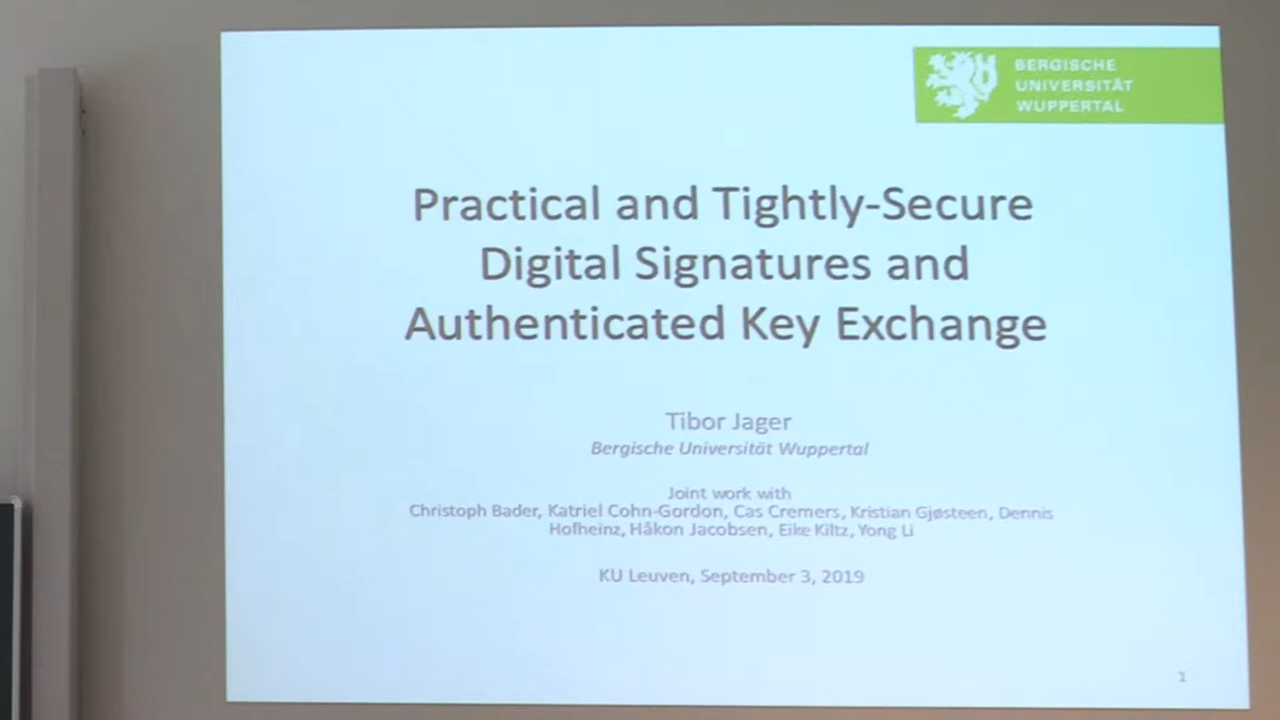 BERGISCHE
UNIVERSITÄT
WUPPERTAL
Practical and Tightly-Secure
Digital Signatures and
Authenticated Key Exchange
Tibor Jager
Bergische Universität Wuppertal
Joint work with
Christoph Bader, Katriel Cohn-Gordon, Cas Cremers, Kristian Gjøsteen, Dennis
Hofheinz, Håkon Jacobsen, Eike Kiltz, Yong Li
KU Leuven, September 3, 2019
1